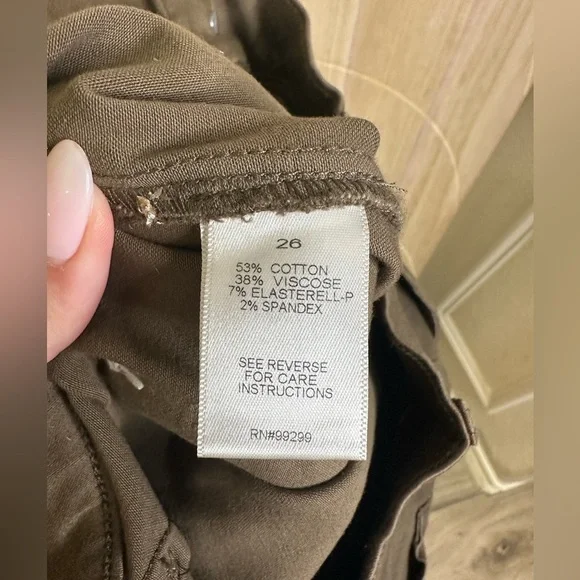 26
53% COTTON
38% VISCOSE
7% ELASTERELL-P
2% SPANDEX
SEE REVERSE
FOR CARE
INSTRUCTIONS
RN#99299